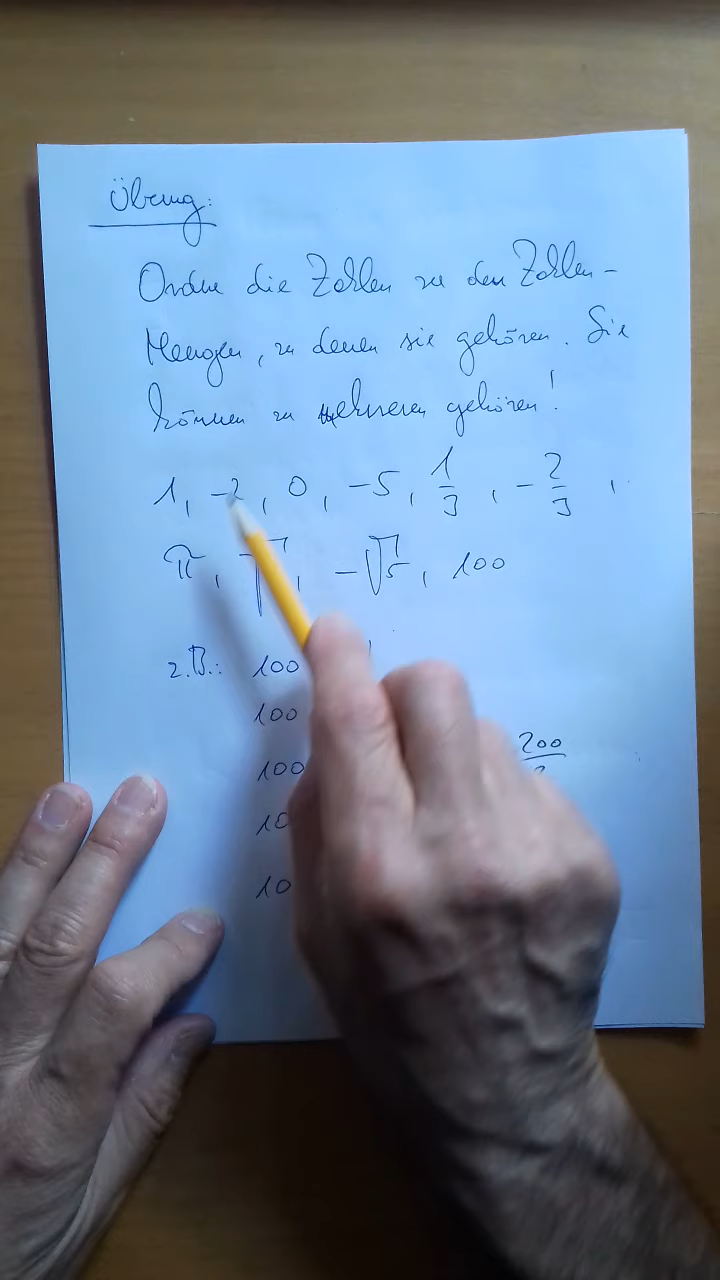 Übung:
Ordne die Zahlen zu den Zahlen-
Mengen, zu denen sie gehören. Sie
können zu mehreren gehören!
1, -2, 0, -5, 1/3, -2/3,
π, -√5, 100
z.B.: 100
100
100 200
10
10